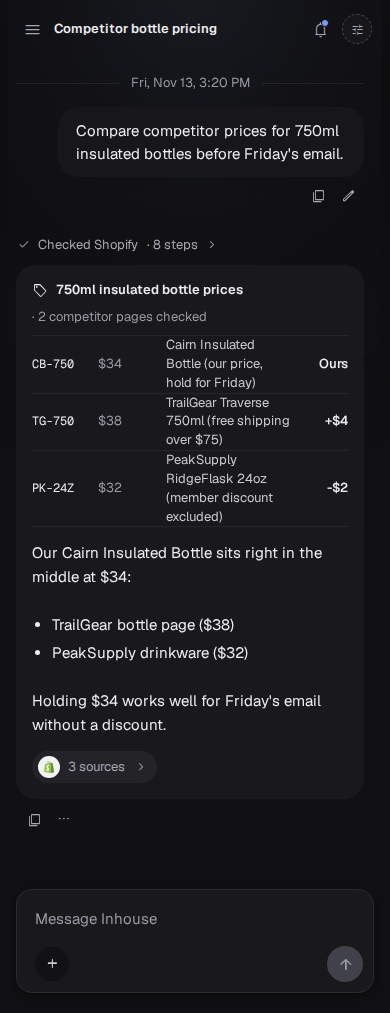 Competitor bottle pricing
Fri, Nov 13, 3:20 PM
Compare competitor prices for 750ml
insulated bottles before Friday's email.
Checked Shopify · 8 steps
750ml insulated bottle prices
· 2 competitor pages checked
CB-750 $34 Cairn Insulated Bottle (our price, hold for Friday) Ours
TG-750 $38 TrailGear Traverse 750ml (free shipping over $75) +$4
PK-24Z $32 PeakSupply RidgeFlask 24oz (member discount excluded) -$2
Our Cairn Insulated Bottle sits right in the
middle at $34:
• TrailGear bottle page ($38)
• PeakSupply drinkware ($32)
Holding $34 works well for Friday's email
without a discount.
3 sources
Message Inhouse